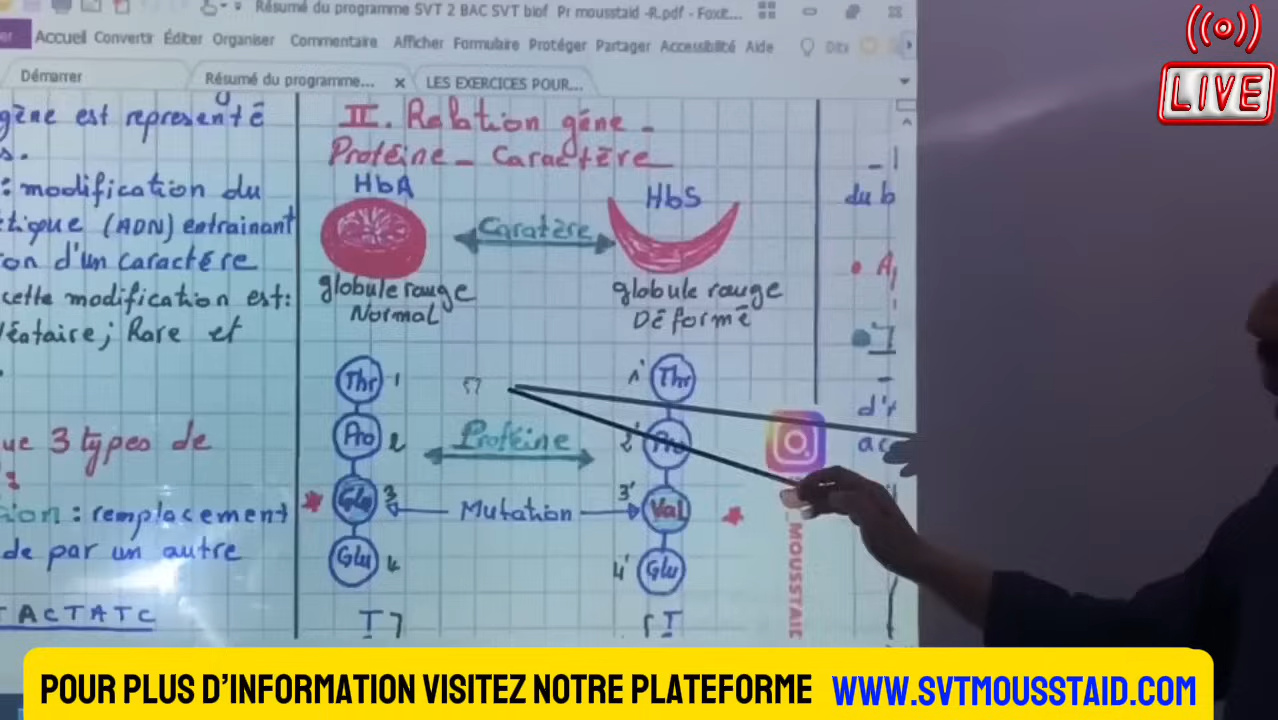 Résumé du programme SVT 2 BAC SVT biof Pr mousstaid -R.pdf - Foxit...
Accueil Convertir Éditer Organiser Commentaire Afficher Formulaire Protéger Partager Accessibilité Aide
Démarrer
Résumé du programme...
LES EXERCICES POUR...
LIVE
gène est representé
s.
: modification du
tique (ADN) entrainant
on d'un caractére
cette modification est:
Rare et
ue 3 types de
: remplacement
de par un autre
TACTATC
II. Relation géne -
Protéine - Caractère
HbA
HbS
Caratère
globule rouge
Normal
globule rouge
Déformé
Thr 1
1' Thr
Pro 2
Protéine
2' Pro
Glu 3
Mutation
3' Val
Glu 4
4' Glu
du b
d'
ac
MOUSSTAID
POUR PLUS D'INFORMATION VISITEZ NOTRE PLATEFORME WWW.SVTMOUSSTAID.COM